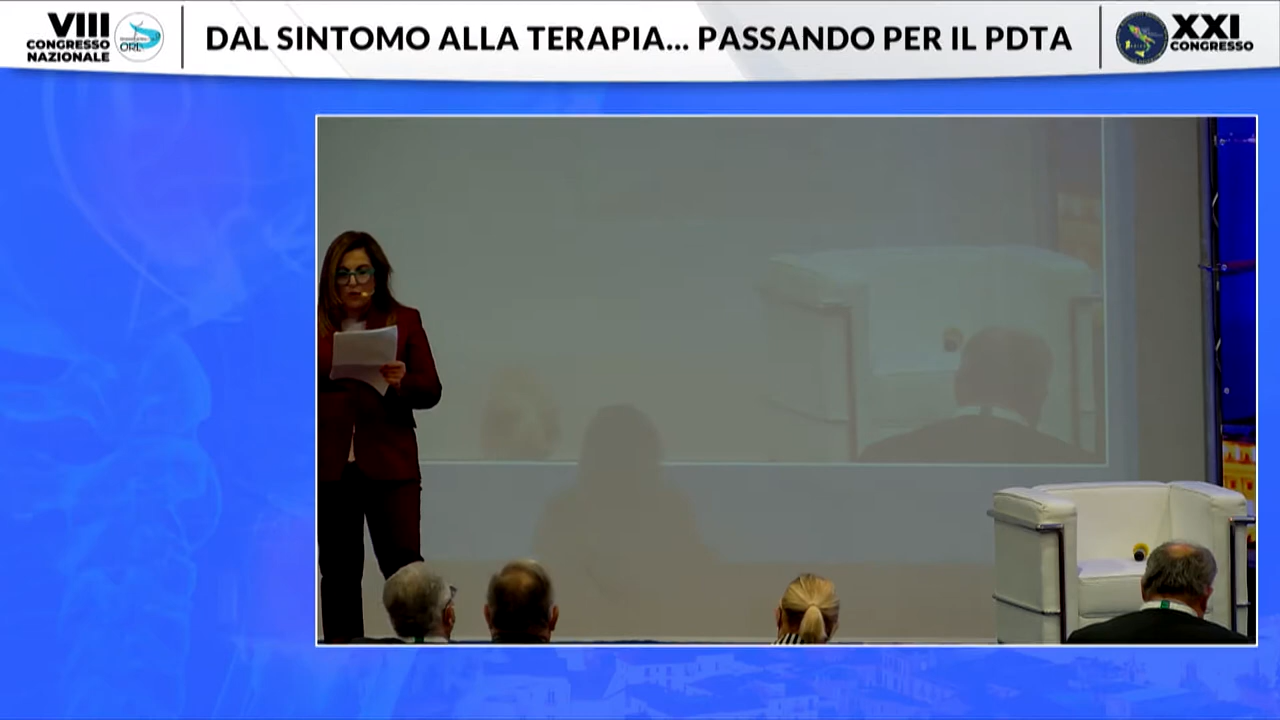 VIII
CONGRESSO
NAZIONALE
ORL
DAL SINTOMO ALLA TERAPIA... PASSANDO PER IL PDTA
XXI
CONGRESSO